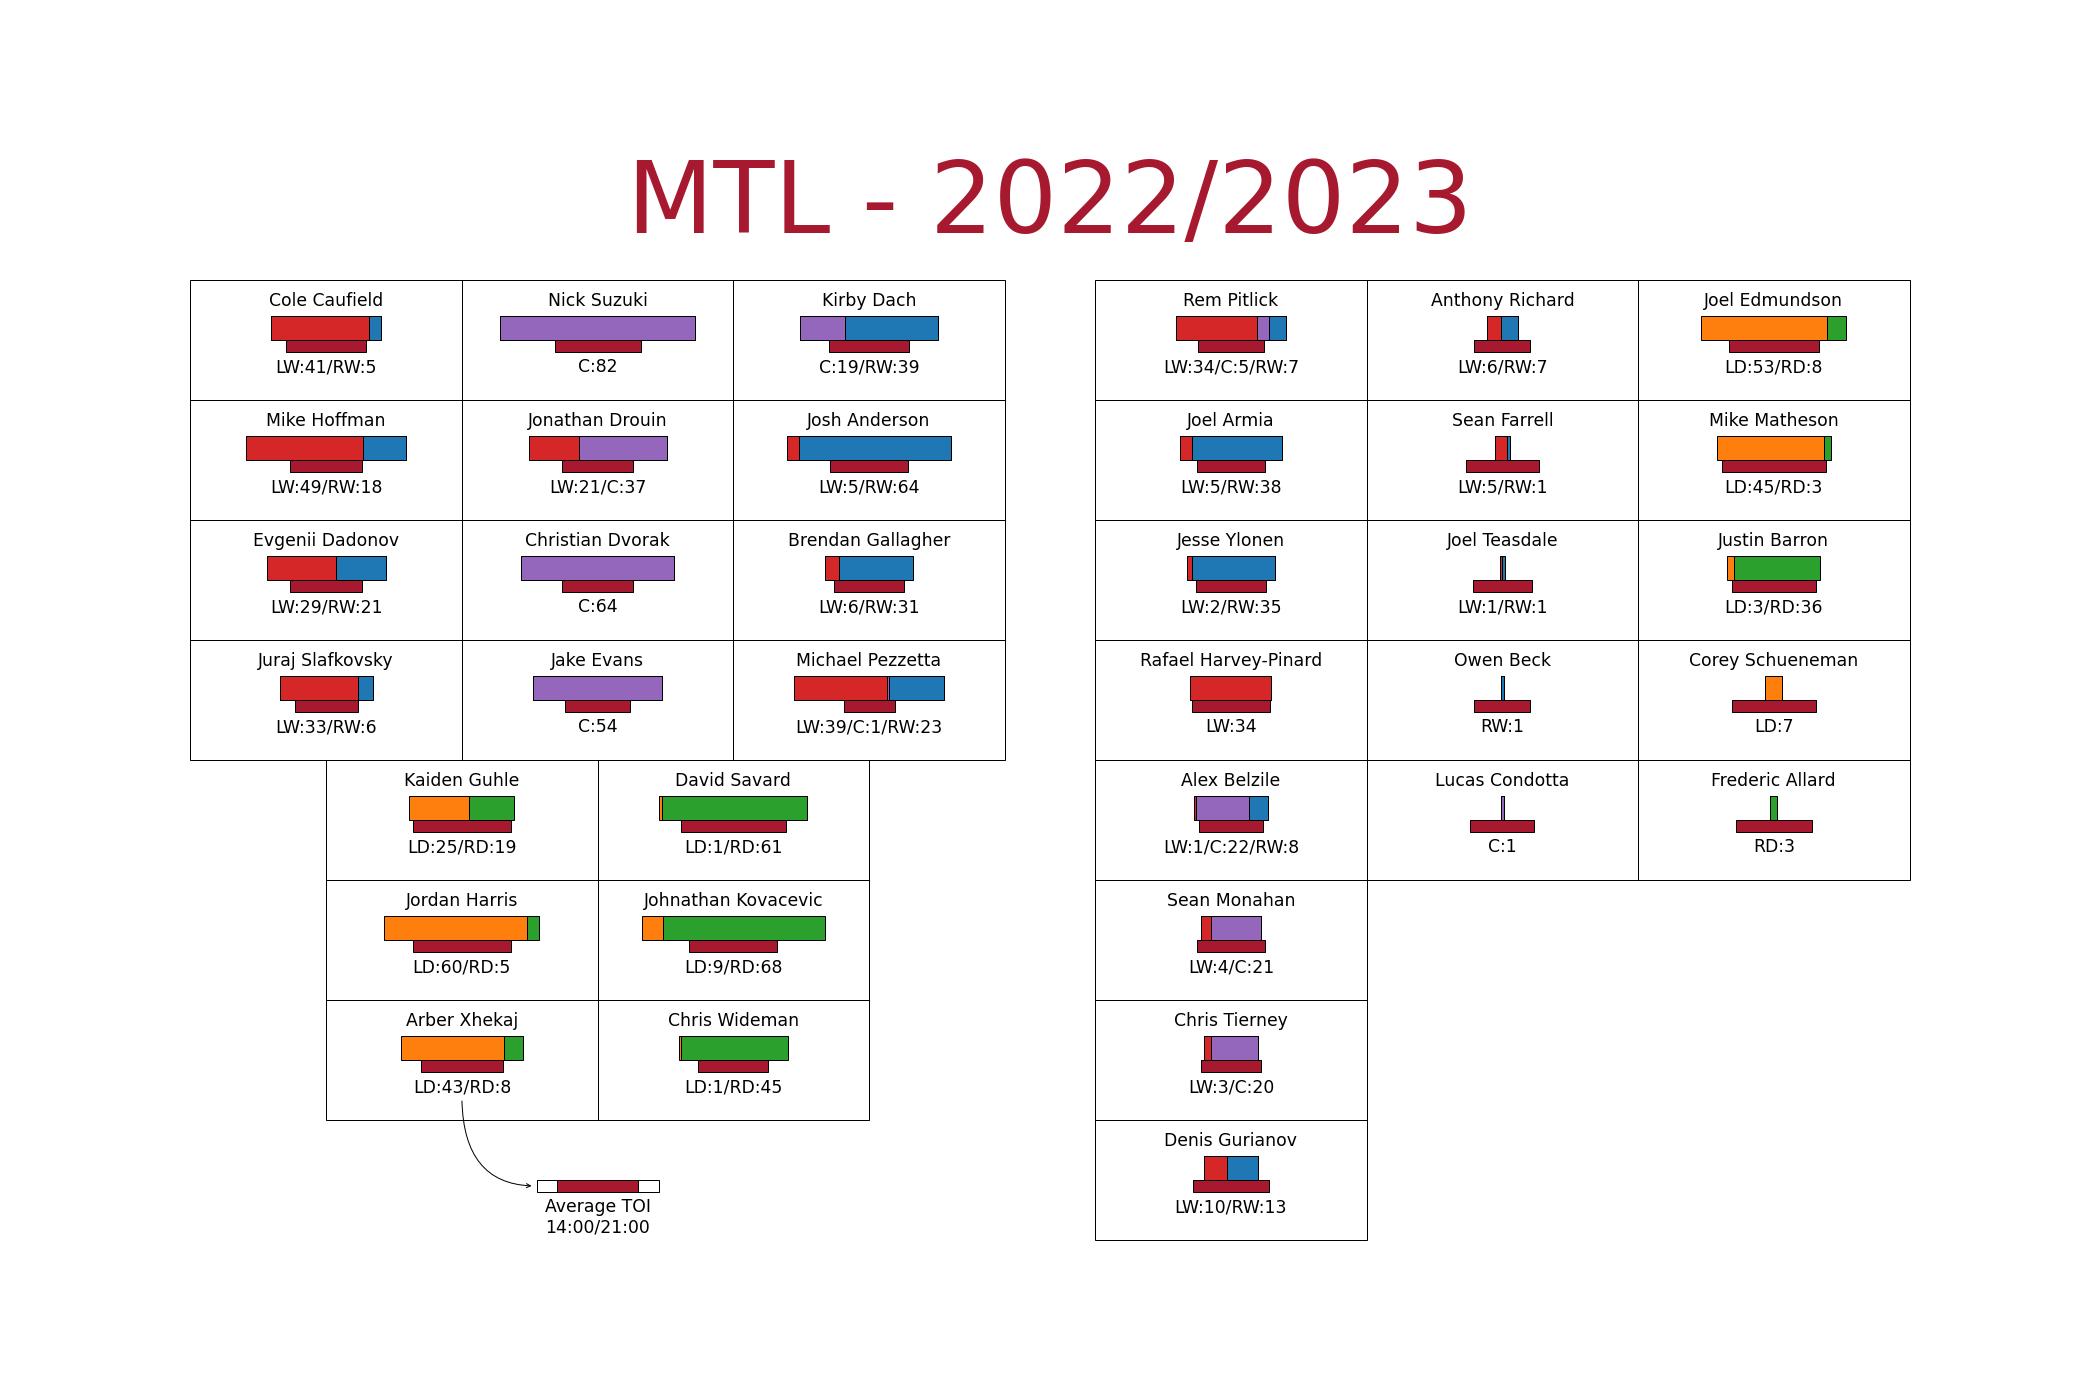 MTL - 2022/2023
Cole Caufield
LW:41/RW:5
Nick Suzuki
C:82
Kirby Dach
C:19/RW:39
Mike Hoffman
LW:49/RW:18
Jonathan Drouin
LW:21/C:37
Josh Anderson
LW:5/RW:64
Evgenii Dadonov
LW:29/RW:21
Christian Dvorak
C:64
Brendan Gallagher
LW:6/RW:31
Juraj Slafkovsky
LW:33/RW:6
Jake Evans
C:54
Michael Pezzetta
LW:39/C:1/RW:23
Kaiden Guhle
LD:25/RD:19
David Savard
LD:1/RD:61
Jordan Harris
LD:60/RD:5
Johnathan Kovacevic
LD:9/RD:68
Arber Xhekaj
LD:43/RD:8
Chris Wideman
LD:1/RD:45
Average TOI
14:00/21:00
Rem Pitlick
LW:34/C:5/RW:7
Anthony Richard
LW:6/RW:7
Joel Edmundson
LD:53/RD:8
Joel Armia
LW:5/RW:38
Sean Farrell
LW:5/RW:1
Mike Matheson
LD:45/RD:3
Jesse Ylonen
LW:2/RW:35
Joel Teasdale
LW:1/RW:1
Justin Barron
LD:3/RD:36
Rafael Harvey-Pinard
LW:34
Owen Beck
RW:1
Corey Schueneman
LD:7
Alex Belzile
LW:1/C:22/RW:8
Lucas Condotta
C:1
Frederic Allard
RD:3
Sean Monahan
LW:4/C:21
Chris Tierney
LW:3/C:20
Denis Gurianov
LW:10/RW:13